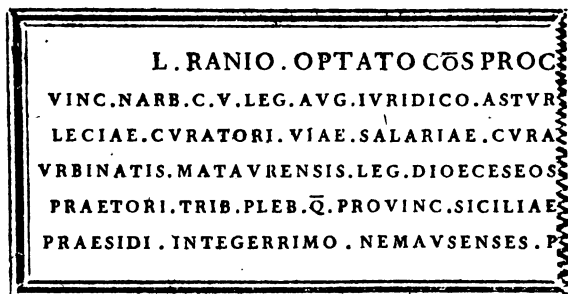 L.RANIO.OPTATO CO̅S PROC
VINC.NARB.C.V.LEG.AVG.IVRIDICO.ASTVR
LECIAE.CVRATORI.VIAE.SALARIAE.CVRA
VRBINATIS.MATAVRENSIS.LEG.DIOECESEOS
PRAETORI.TRIB.PLEB.Q̅.PROVINC.SICILIAE
PRAESIDI.INTEGERRIMO.NEMAVSENSES.P